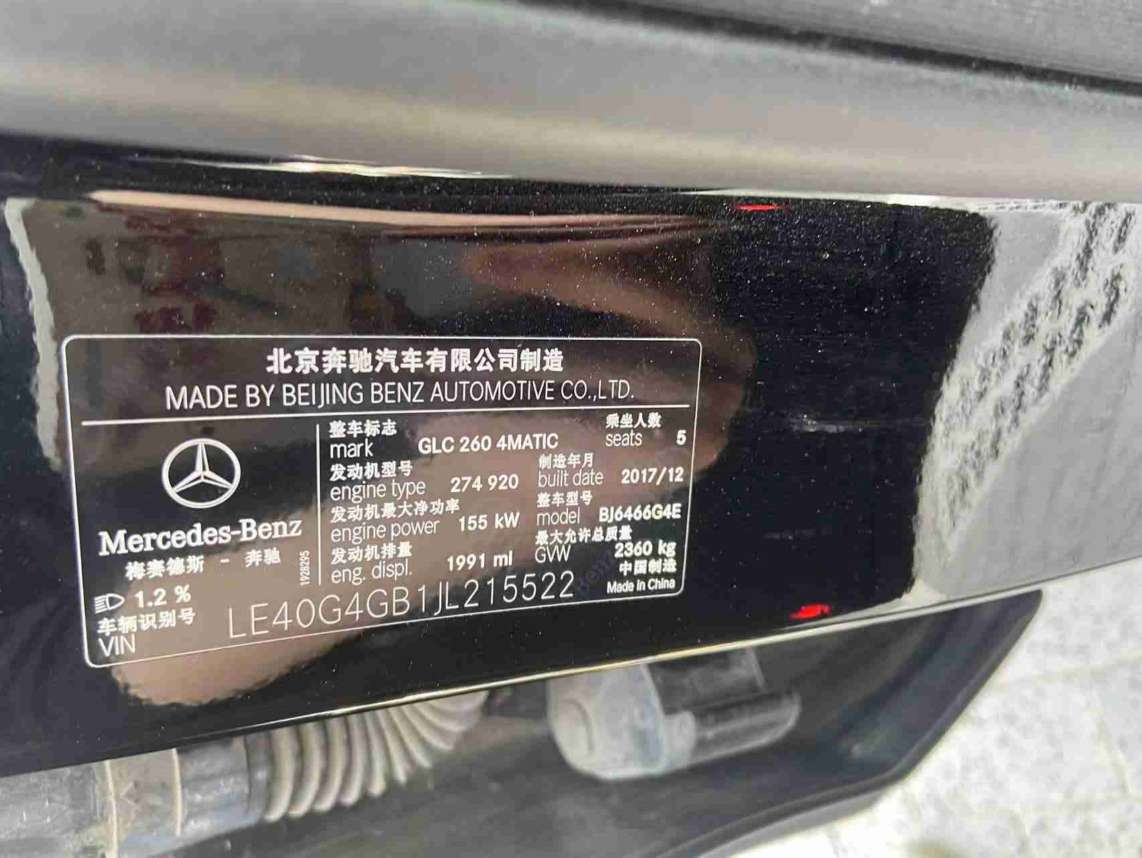 北京奔驰汽车有限公司制造
MADE BY BEIJING BENZ AUTOMOTIVE CO.,LTD.
整车标志
mark GLC 260 4MATIC
乘坐人数
seats 5
发动机型号
engine type 274 920
制造年月
built date 2017/12
发动机最大净功率
engine power 155 kW
整车型号
model BJ6466G4E
发动机排量
eng. displ. 1991 ml
最大允许总质量
GVW 2360 kg
中国制造
Made in China
Mercedes-Benz
梅赛德斯 - 奔驰
1928295
1.2 %
车辆识别号
VIN LE40G4GB1JL215522